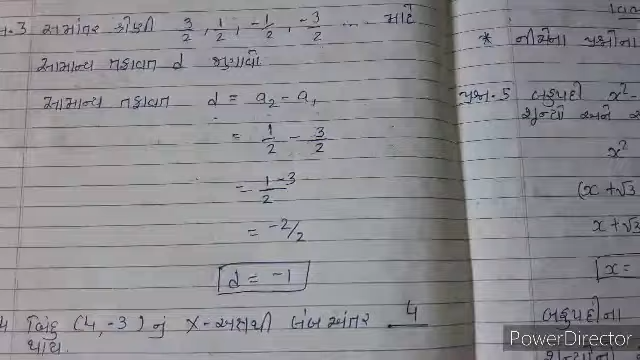 પ્ર.3 સમાંતર શ્રેણી 3/2, 1/2, -1/2, -3/2 ... માટે
સામાન્ય તફાવત d શોધો
સામાન્ય તફાવત d = a₂ - a₁
= 1/2 - 3/2
= 1-3/2
= -2/2
d = -1
4 બિંદુ (4, -3) નું x-અક્ષથી લંબઅંતર 4
થાય.
* નીચેના પ્રશ્નોના
પ્રશ્ન.5 બહુપદી x² -
શૂન્યો અને સ
x²
(x + √3
x + √3
x =
બહુપદીના
શૂન્યોના
PowerDirector